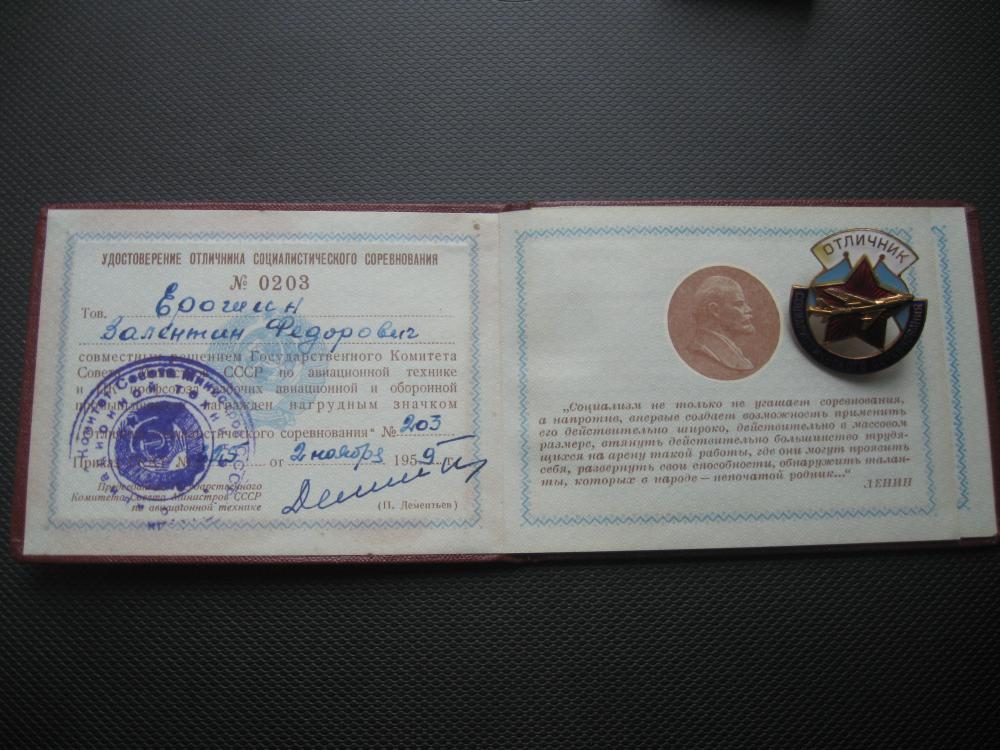 УДОСТОВЕРЕНИЕ ОТЛИЧНИКА СОЦИАЛИСТИЧЕСКОГО СОРЕВНОВАНИЯ
№ 0203
Тов. Ерошкин
Валентин Федорович
совместным решением Государственного Комитета
Совета СССР по авиационной технике
и ЦК профсоюза рабочих авиационной и оборонной
награжден нагрудным значком
социалистического соревнования" № 203
Приказ № от 2 ноября 1959 г.
Председатель Государственного
Комитета Совета Министров СССР
по авиационной технике
(П. Дементьев)
„Социализм не только не угашает соревнования,
а напротив, впервые создает возможность применить
его действительно широко, действительно в массовом
размере, втянуть действительно большинство трудя-
щихся на арену такой работы, где они могут проявить
себя, развернуть свои способности, обнаружить талан-
ты, которых в народе — непочатой родник..."
ЛЕНИН
ОТЛИЧНИК